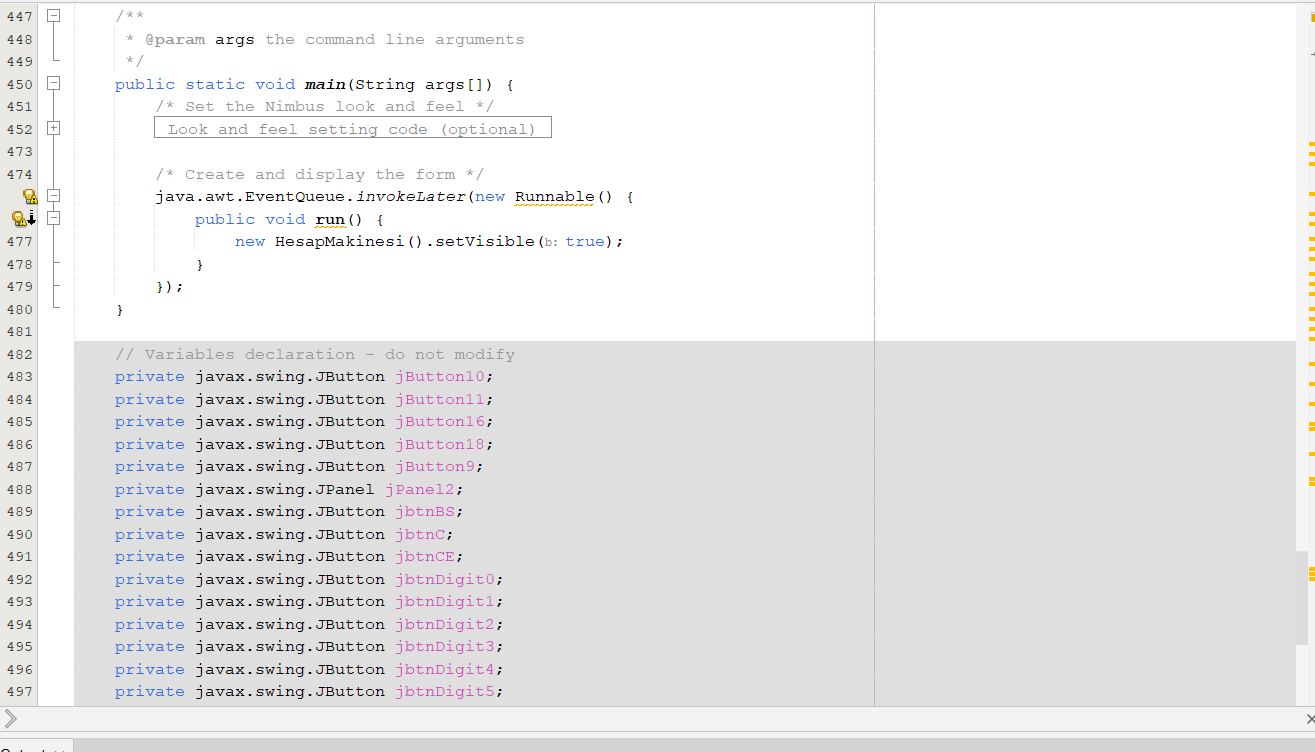 447 /**
448 * @param args the command line arguments
449 */
450 public static void main(String args[]) {
451 /* Set the Nimbus look and feel */
452 Look and feel setting code (optional)
473
474 /* Create and display the form */
java.awt.EventQueue.invokeLater(new Runnable() {
public void run() {
477 new HesapMakinesi().setVisible(b: true);
478 }
479 });
480 }
481
482 // Variables declaration - do not modify
483 private javax.swing.JButton jButton10;
484 private javax.swing.JButton jButton11;
485 private javax.swing.JButton jButton16;
486 private javax.swing.JButton jButton18;
487 private javax.swing.JButton jButton9;
488 private javax.swing.JPanel jPanel2;
489 private javax.swing.JButton jbtnBS;
490 private javax.swing.JButton jbtnC;
491 private javax.swing.JButton jbtnCE;
492 private javax.swing.JButton jbtnDigit0;
493 private javax.swing.JButton jbtnDigit1;
494 private javax.swing.JButton jbtnDigit2;
495 private javax.swing.JButton jbtnDigit3;
496 private javax.swing.JButton jbtnDigit4;
497 private javax.swing.JButton jbtnDigit5;